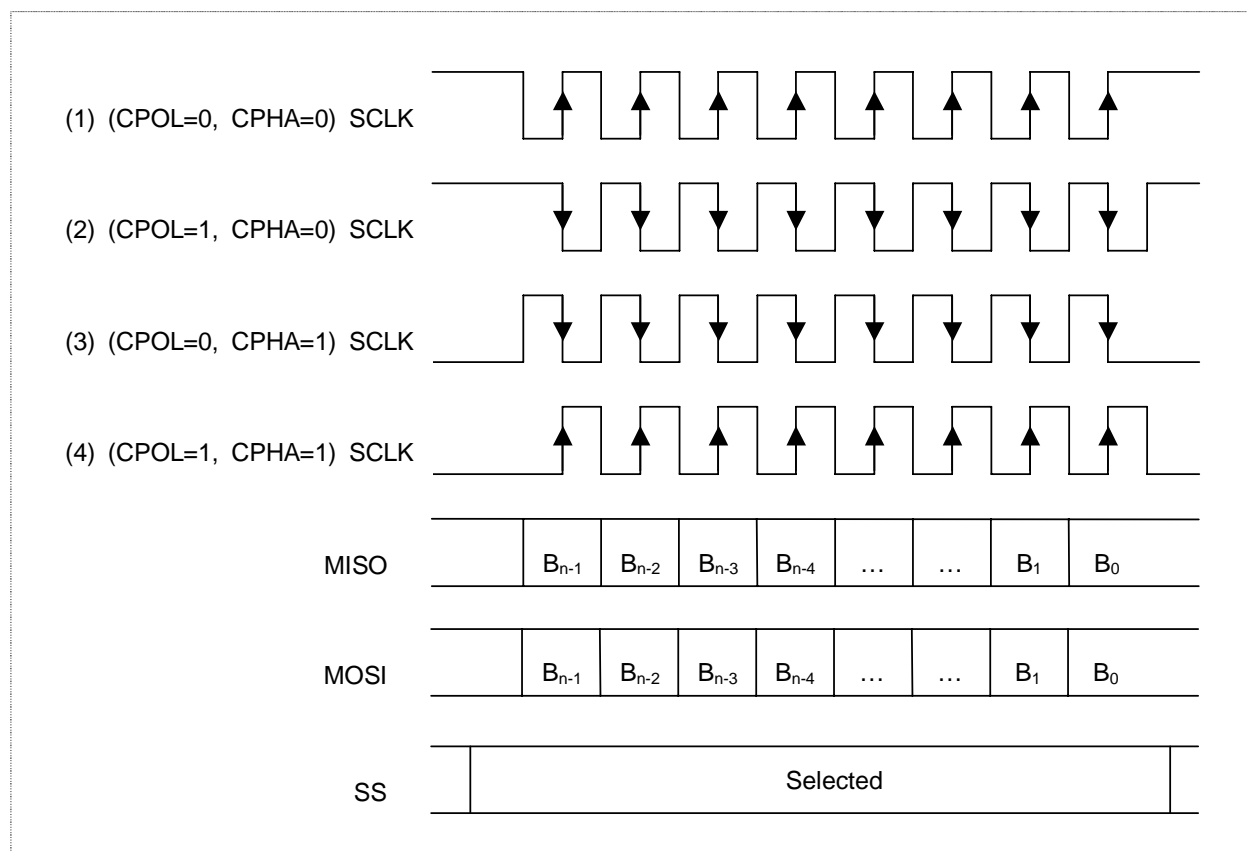 (1) (CPOL=0, CPHA=0) SCLK
(2) (CPOL=1, CPHA=0) SCLK
(3) (CPOL=0, CPHA=1) SCLK
(4) (CPOL=1, CPHA=1) SCLK
MISO Bn-1 Bn-2 Bn-3 Bn-4 … … B1 B0
MOSI Bn-1 Bn-2 Bn-3 Bn-4 … … B1 B0
SS Selected